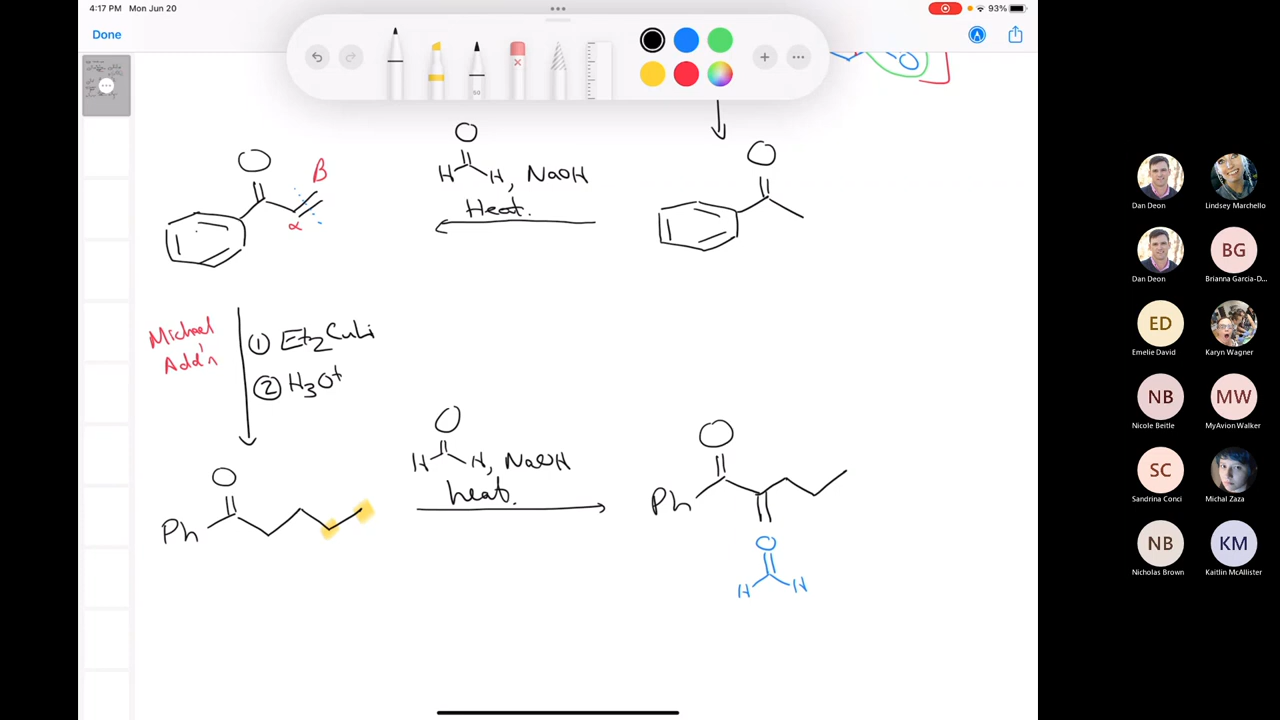 4:17 PM Mon Jun 20
93%
Done
50
O
O
β
α
O
H H, NaOH
Heat.
O
Michael
Add'n
① Et2CuLi
② H3O+
O
Ph
O
H H, NaOH
heat.
O
Ph
O
H H
Dan Deon
Lindsey Marchello
Dan Deon
BG
Brianna Garcia-D...
ED
Emelie David
Karyn Wagner
NB
Nicole Beitle
MW
MyAvion Walker
SC
Sandrina Conci
Michal Zaza
NB
Nicholas Brown
KM
Kaitlin McAllister